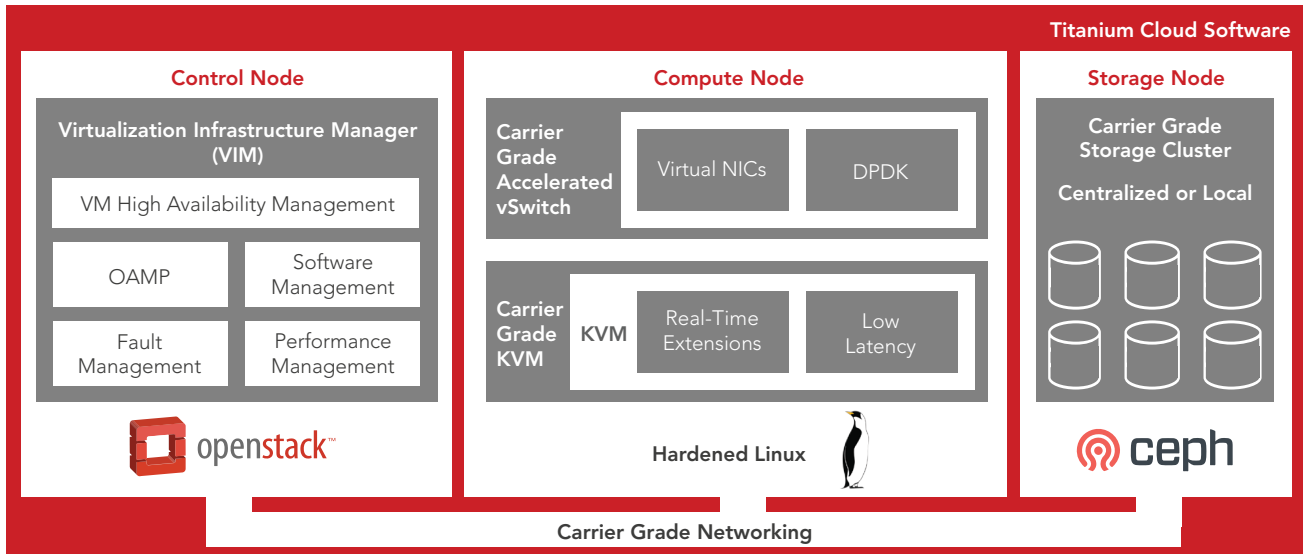 Titanium Cloud Software
Control Node
Virtualization Infrastructure Manager
(VIM)
VM High Availability Management
OAMP
Software
Management
Fault
Management
Performance
Management
openstack™
Compute Node
Carrier
Grade
Accelerated
vSwitch
Virtual NICs
DPDK
Carrier
Grade
KVM
KVM
Real-Time
Extensions
Low
Latency
Hardened Linux
Storage Node
Carrier Grade
Storage Cluster
Centralized or Local
ceph
Carrier Grade Networking